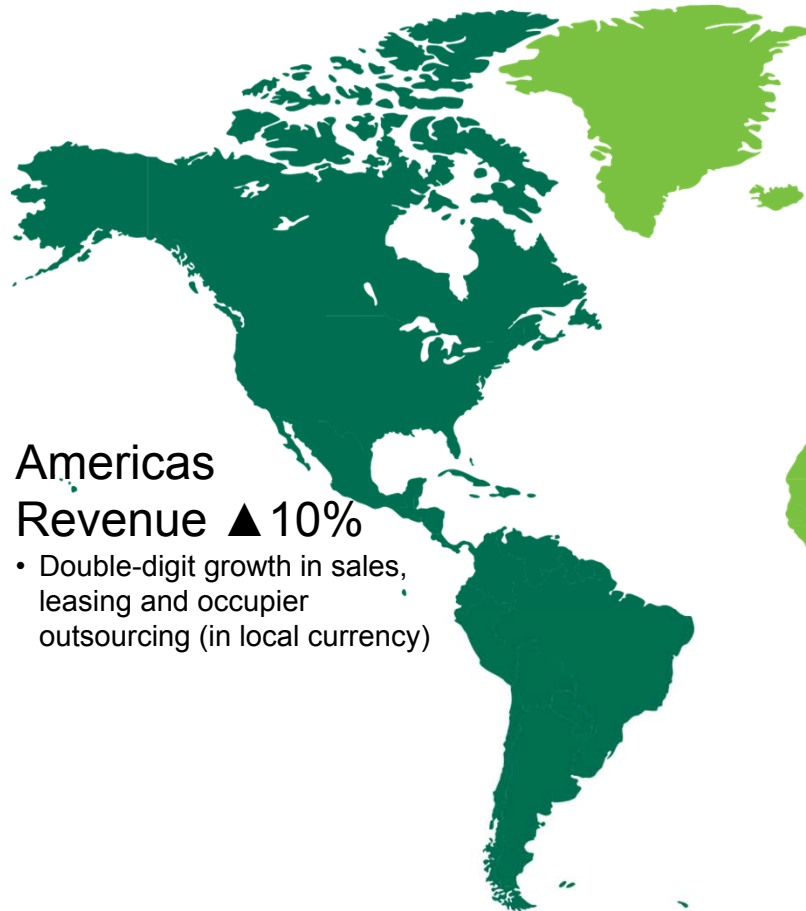 Americas
Revenue ▲10%
• Double-digit growth in sales,
leasing and occupier
outsourcing (in local currency)